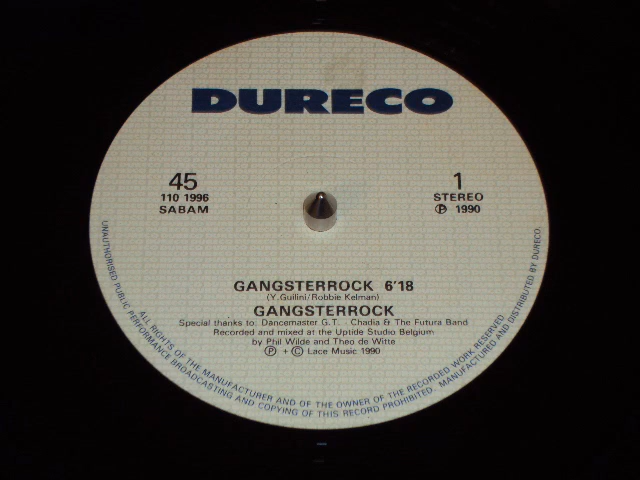 DURECO
45
110 1996
SABAM
1
STEREO
Ⓟ 1990
GANGSTERROCK 6'18
(Y.Guilini/Robbie Kelman)
GANGSTERROCK
Special thanks to: Dancemaster G.T. - Chadia & The Futura Band
Recorded and mixed at the Uptide Studio Belgium
by Phil Wilde and Theo de Witte
Ⓟ + © Lace Music 1990
ALL RIGHTS OF THE MANUFACTURER AND OF THE OWNER OF THE RECORDED WORK RESERVED
UNAUTHORISED PUBLIC PERFORMANCE BROADCASTING AND COPYING OF THIS RECORD PROHIBITED MANUFACTURED AND DISTRIBUTED BY DURECO.